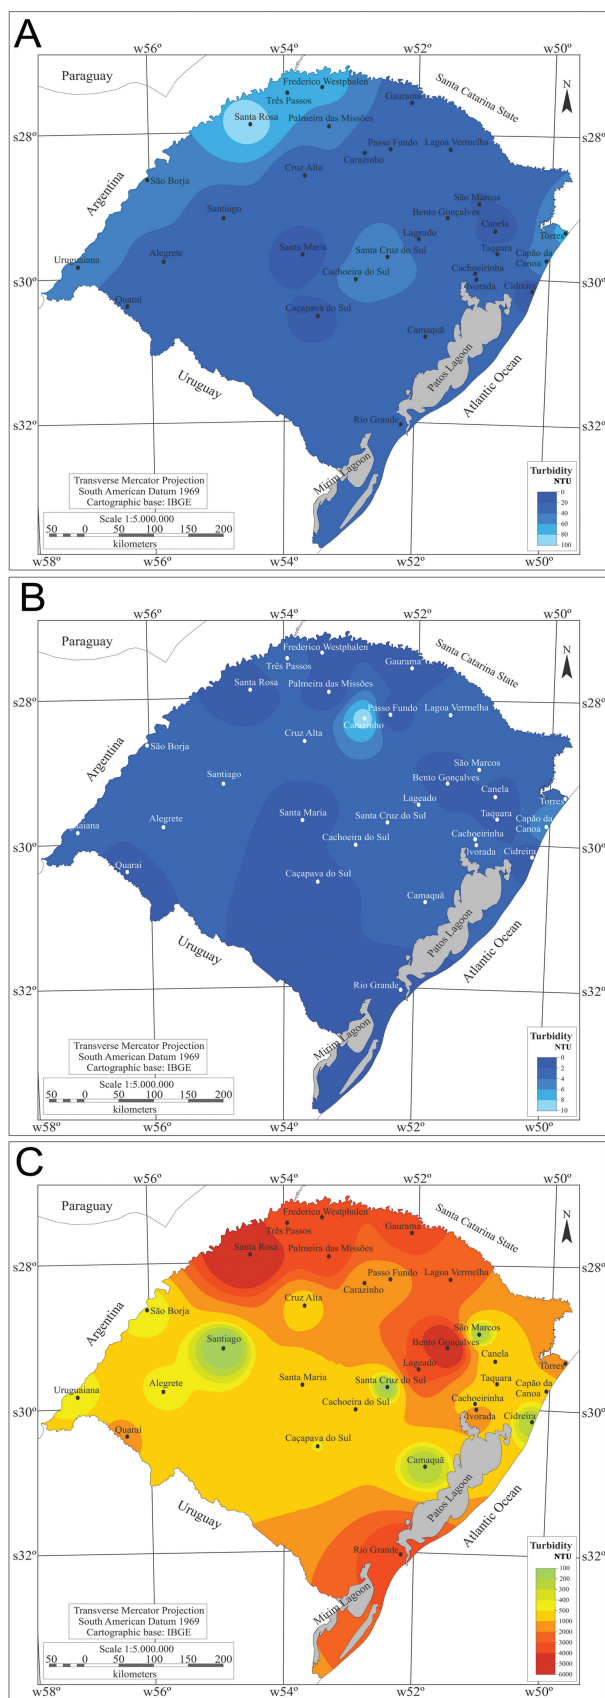 A
w56º
w54º
w52º
w50º
Paraguay
Frederico Westphalen
Três Passos
Gaurama
Santa Catarina State
N
Santa Rosa
Palmeira das Missões
s28º
Passo Fundo
Lagoa Vermelha
Carazinho
Cruz Alta
Argentina
São Borja
São Marcos
Santiago
Bento Gonçalves
Canela
Lageado
Torres
Santa Maria
Santa Cruz do Sul
Taquara
Alegrete
Capão da
Canoa
Uruguaiana
Cachoeira do Sul
Cachoeirinha
s30º
Alvorada
Cidreira
Quaraí
Caçapava do Sul
Camaquã
Patos Lagoon
Uruguay
Atlantic Ocean
Rio Grande
s32º
Mirim Lagoon
Transverse Mercator Projection
South American Datum 1969
Cartographic base: IBGE
Scale 1:5.000.000
50 0 50 100 150 200
kilometers
Turbidity
NTU
0
20
40
60
80
100
w58º
w56º
w54º
w52º
w50º
B
w56º
w54º
w52º
w50º
Paraguay
Frederico Westphalen
Três Passos
Gaurama
Santa Catarina State
N
Santa Rosa
Palmeira das Missões
s28º
Passo Fundo
Lagoa Vermelha
Carazinho
Cruz Alta
Argentina
São Borja
São Marcos
Santiago
Bento Gonçalves
Canela
Lageado
Torres
Santa Maria
Santa Cruz do Sul
Taquara
Alegrete
Capão da
Canoa
uaiana
Cachoeira do Sul
Cachoeirinha
s30º
Alvorada
Cidreira
Quaraí
Caçapava do Sul
Camaquã
Patos Lagoon
Uruguay
Atlantic Ocean
Rio Grande
s32º
Mirim Lagoon
Transverse Mercator Projection
South American Datum 1969
Cartographic base: IBGE
Scale 1:5.000.000
50 0 50 100 150 200
kilometers
Turbidity
NTU
0
2
4
6
8
10
w58º
w56º
w54º
w52º
w50º
C
w56º
w54º
w52º
w50º
Paraguay
Frederico Westphalen
Três Passos
Gaurama
Santa Catarina State
N
Santa Rosa
Palmeira das Missões
s28º
Passo Fundo
Lagoa Vermelha
Carazinho
Cruz Alta
Argentina
São Borja
São Marcos
Santiago
Bento Gonçalves
Canela
Lageado
Torres
Santa Maria
Santa Cruz do Sul
Taquara
Alegrete
Capão da
Canoa
Uruguaiana
Cachoeira do Sul
Cachoeirinha
s30º
Alvorada
Cidreira
Quaraí
Caçapava do Sul
Camaquã
Patos Lagoon
Uruguay
Atlantic Ocean
Rio Grande
s32º
Mirim Lagoon
Transverse Mercator Projection
South American Datum 1969
Cartographic base: IBGE
Scale 1:5.000.000
50 0 50 100 150 200
kilometers
Turbidity
NTU
100
200
400
500
1000
2000
3000
4000
5000
6000
w58º
w56º
w54º
w52º
w50º